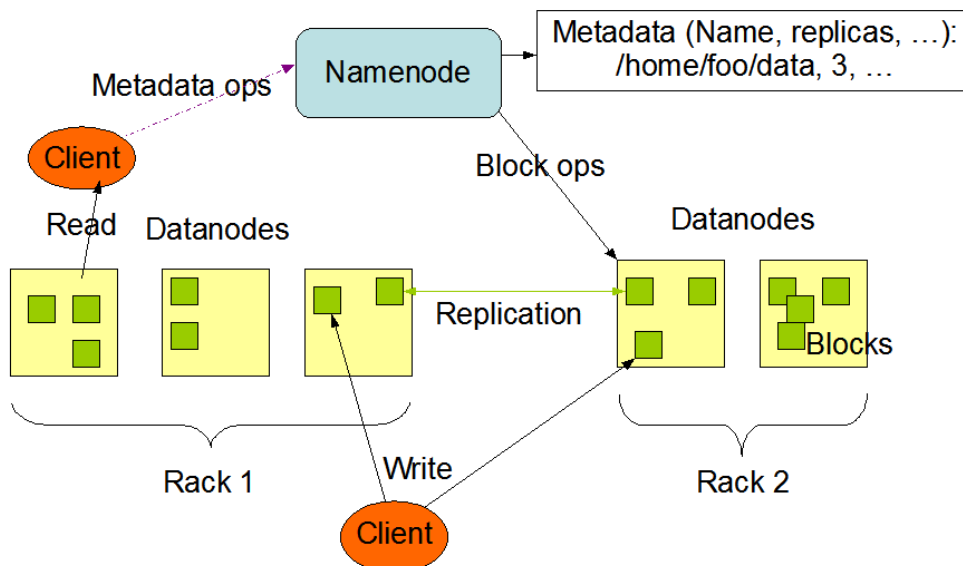 Metadata (Name, replicas, …):
/home/foo/data, 3, …
Namenode
Metadata ops
Client
Block ops
Read
Datanodes
Datanodes
Replication
Blocks
Rack 1
Write
Rack 2
Client